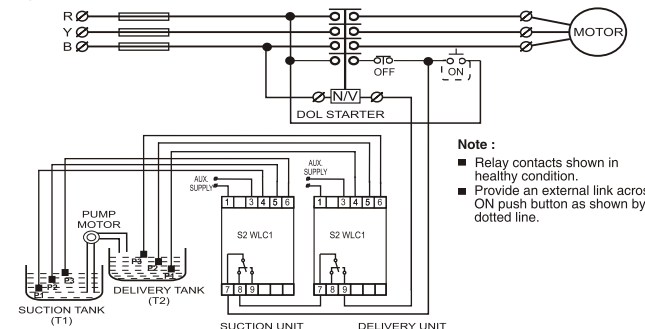 R
Y
B
MOTOR
OFF
ON
N/V
DOL STARTER
Note :
Relay contacts shown in
healthy condition.
Provide an external link across
ON push button as shown by
dotted line.
AUX.
SUPPLY
AUX.
SUPPLY
1 3 4 5 6
1 3 4 5 6
S2 WLC1
S2 WLC1
PUMP
MOTOR
P3
P2
P1
P3
P2
P1
DELIVERY TANK
(T2)
7 8 9
7 8 9
SUCTION TANK
(T1)
SUCTION UNIT
DELIVERY UNIT